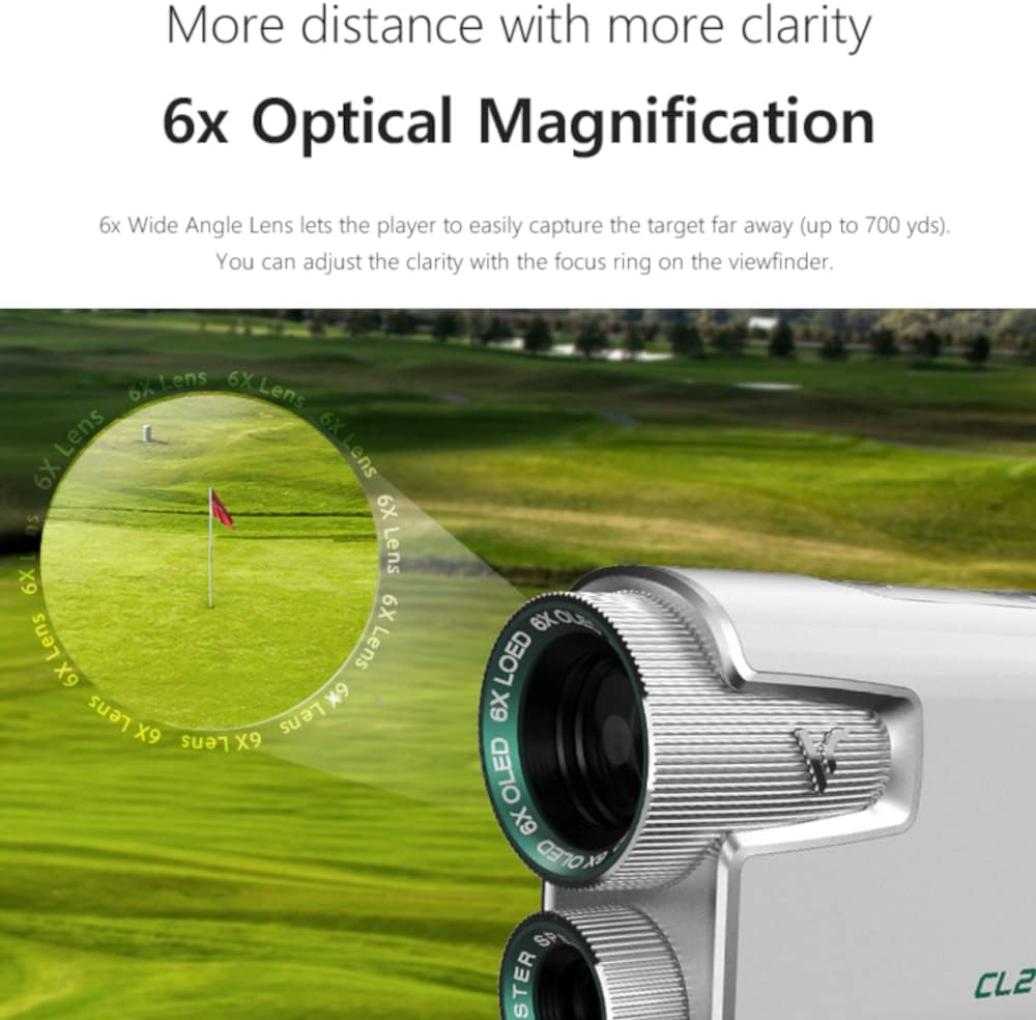 More distance with more clarity
6x Optical Magnification
6x Wide Angle Lens lets the player to easily capture the target far away (up to 700 yds).
You can adjust the clarity with the focus ring on the viewfinder.
6X Lens 6X Lens 6X Lens 6X Lens 6X Lens 6X Lens 6X Lens 6X Lens 6X Lens 6X Lens
6X OLED 6X LOED 6X OLED
6X OLED
CL2